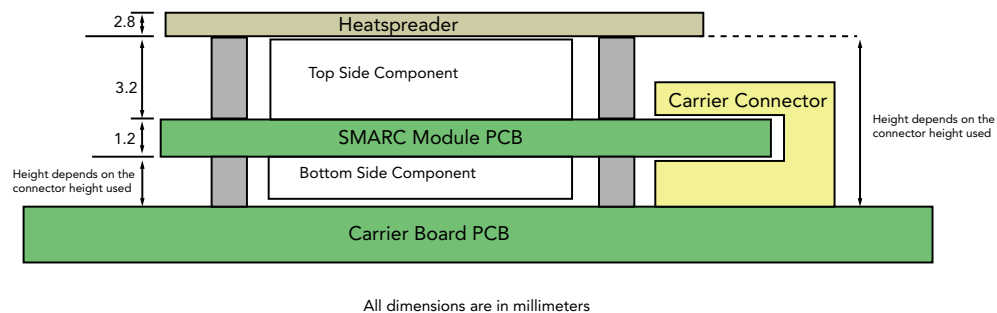 2.8
Heatspreader
3.2
Top Side Component
Carrier Connector
Height depends on the
connector height used
1.2
SMARC Module PCB
Height depends on the
connector height used
Bottom Side Component
Carrier Board PCB
All dimensions are in millimeters